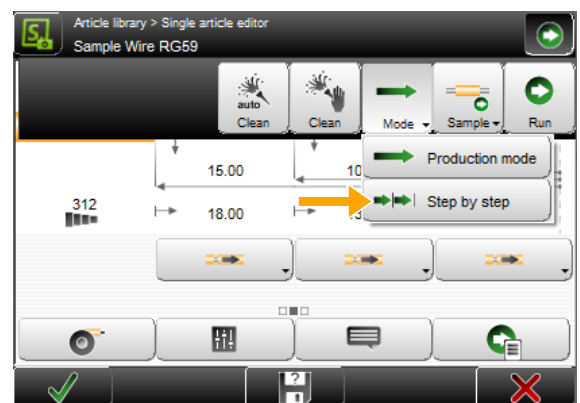 Article library > Single article editor
Sample Wire RG59
auto
Clean
Clean
Mode
Sample
Run
Production mode
Step by step
15.00
10
312
18.00
?